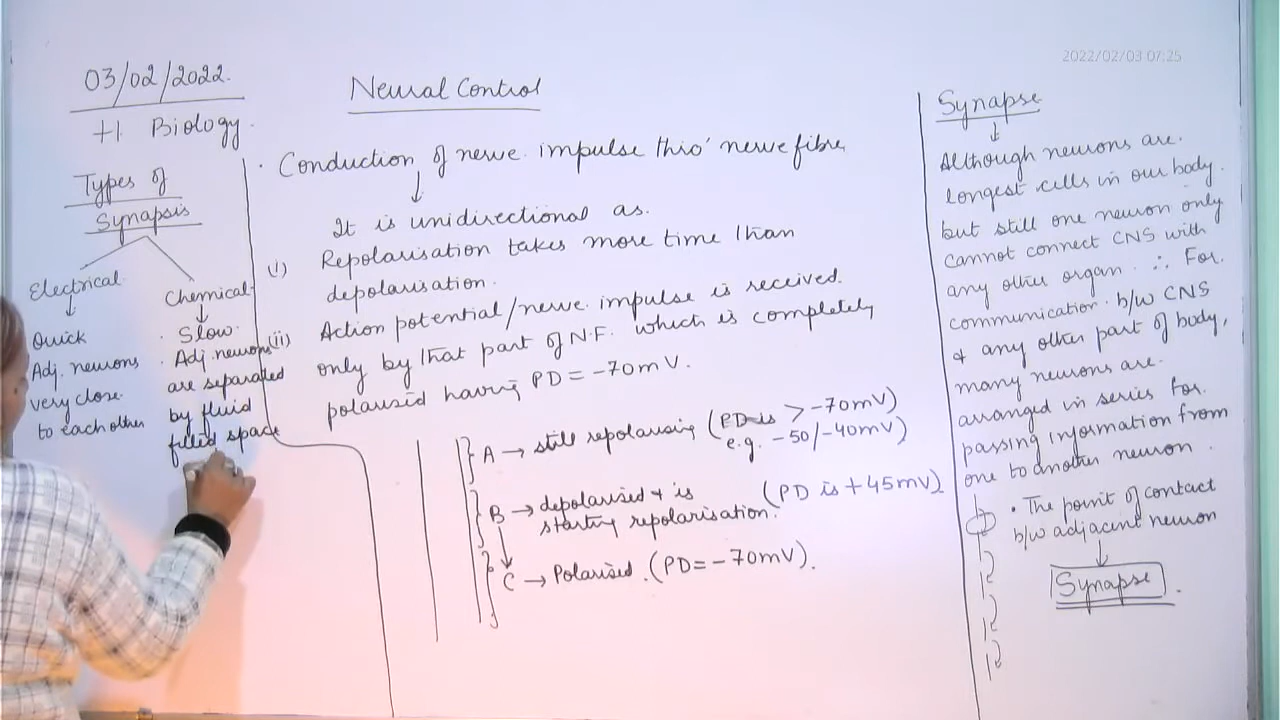 2022/02/03 07:25
03/02/2022.
+1 Biology.
Neural Control
Types of
Synapsis
Electrical
Quick
Adj. neurons
very close
to each other
Chemical
. Slow.
. Adj. neurons
are separated
by fluid
filled space
. Conduction of nerve impulse thro' nerve fibre
It is unidirectional as.
(i) Repolarisation takes more time than
depolarisation.
(ii) Action potential/nerve impulse is received.
only by that part of N.F. which is completely
polarised having PD = -70mV.
A → still repolarising (PD is > -70mV)
e.g. -50/-40mV)
B → depolarised & is (PD is +45mV)
starting repolarisation.
C → Polarised. (PD = -70mV).
Synapse
Although neurons are.
longest cells in our body.
but still one neuron only
cannot connect CNS with
any other organ. ∴ For.
communication b/w CNS
& any other part of body,
many neurons are.
arranged in series for.
passing information from
one to another neuron.
. The point of contact
b/w adjacent neuron
Synapse.